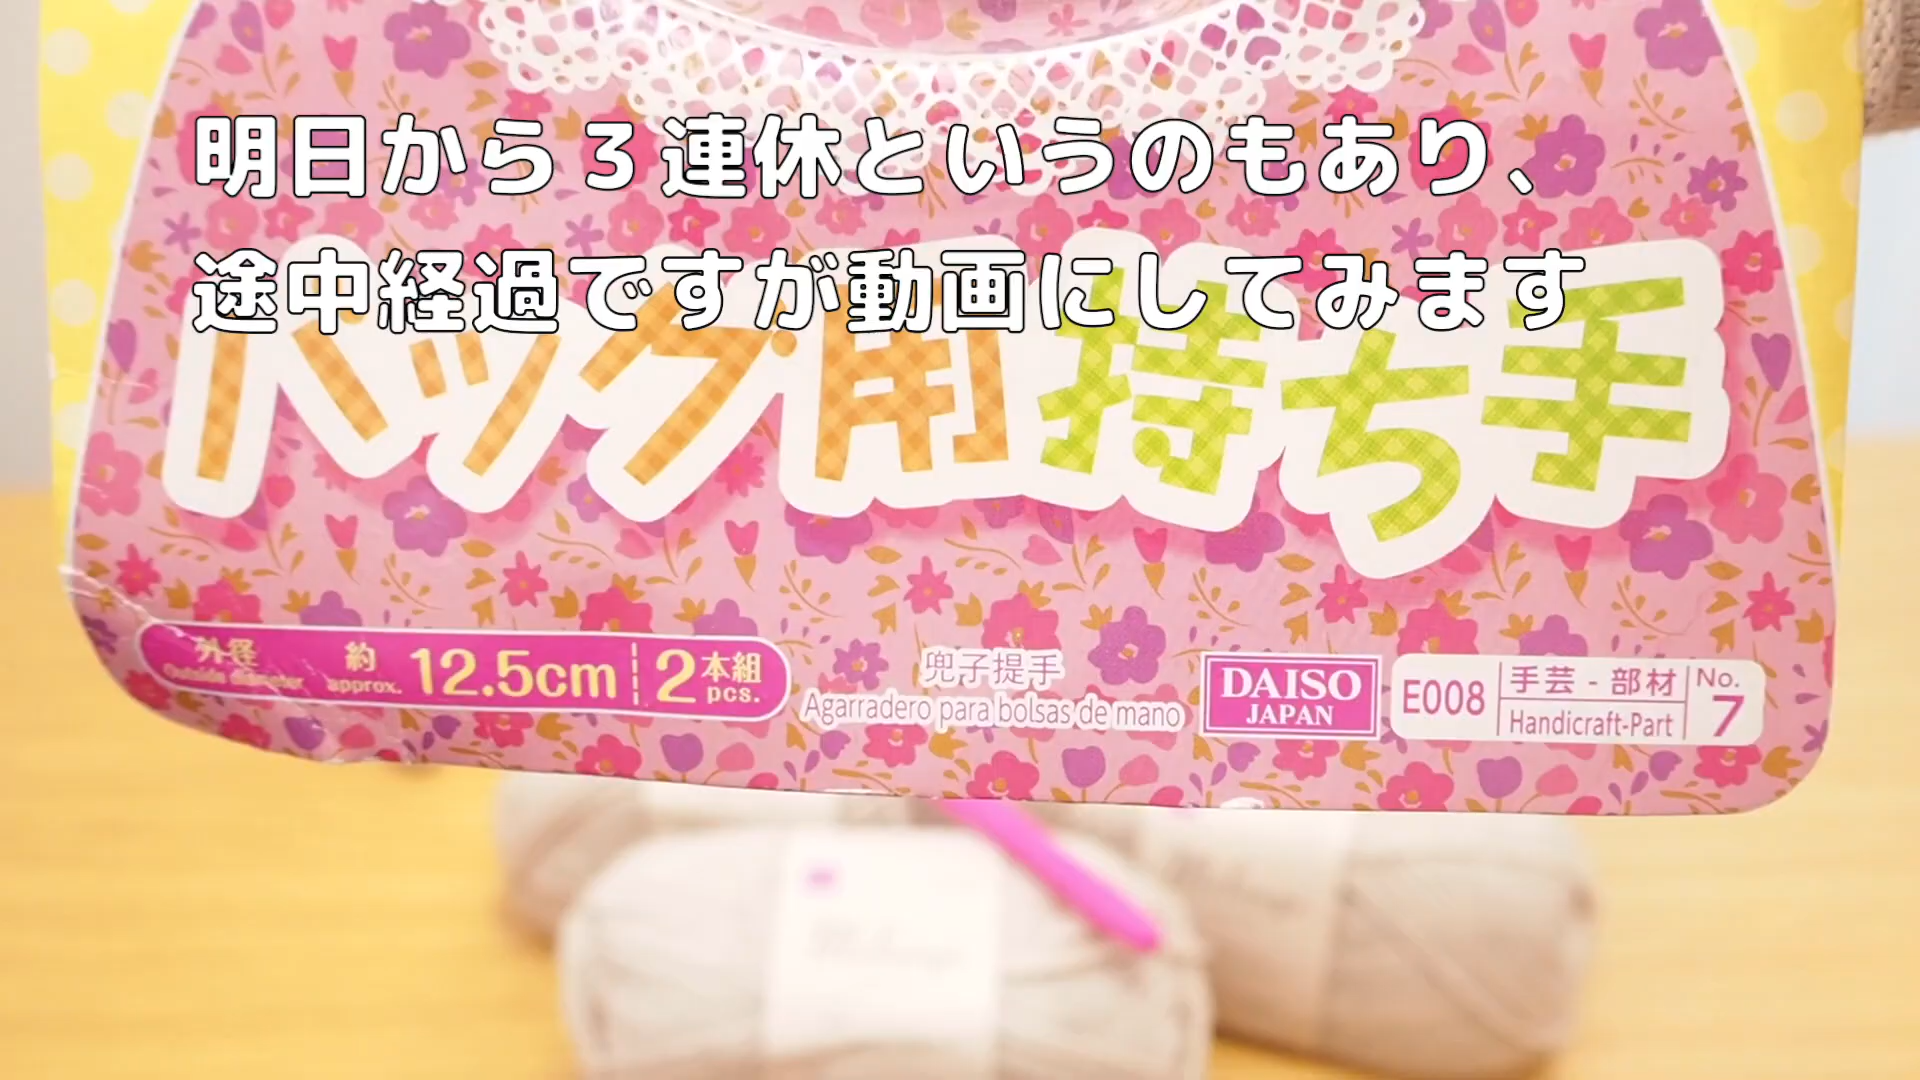 明日から３連休というのもあり、
途中経過ですが動画にしてみます
バッグ用持ち手
外径 約 12.5cm 2本組
Outside diameter approx. pcs.
兜子提手
Agarradero para bolsas de mano
DAISO
JAPAN
E008
手芸-部材
Handicraft-Part
No.
7